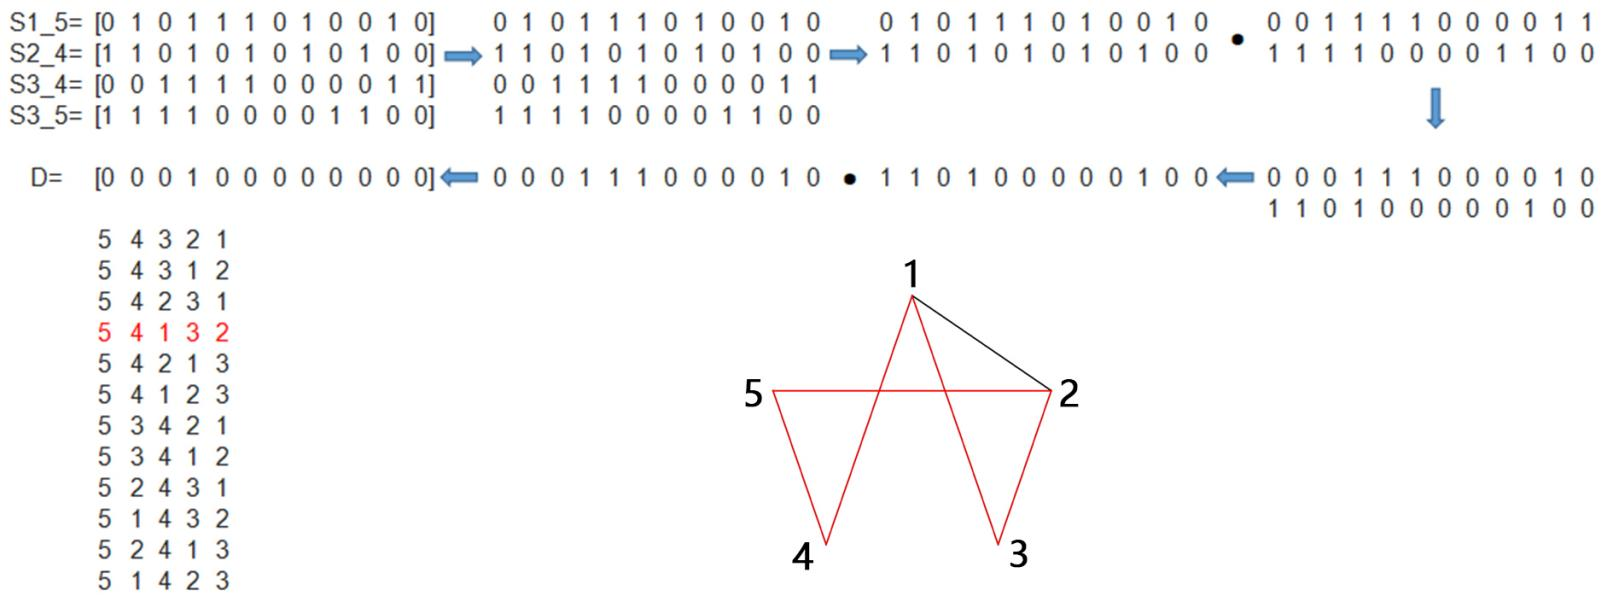 S1_5= [0 1 0 1 1 1 0 1 0 0 1 0] 0 1 0 1 1 1 0 1 0 0 1 0 0 1 0 1 1 1 0 1 0 0 1 0 • 0 0 1 1 1 1 0 0 0 0 1 1
S2_4= [1 1 0 1 0 1 0 1 0 1 0 0] 1 1 0 1 0 1 0 1 0 1 0 0 1 1 0 1 0 1 0 1 0 1 0 0 1 1 1 1 0 0 0 0 1 1 0 0
S3_4= [0 0 1 1 1 1 0 0 0 0 1 1] 0 0 1 1 1 1 0 0 0 0 1 1
S3_5= [1 1 1 1 0 0 0 0 1 1 0 0] 1 1 1 1 0 0 0 0 1 1 0 0
D= [0 0 0 1 0 0 0 0 0 0 0 0] 0 0 0 1 1 1 0 0 0 0 1 0 • 1 1 0 1 0 0 0 0 0 1 0 0 0 0 0 1 1 1 0 0 0 0 1 0
1 1 0 1 0 0 0 0 0 1 0 0
5 4 3 2 1
5 4 3 1 2
5 4 2 3 1
5 4 1 3 2
5 4 2 1 3
5 4 1 2 3
5 3 4 2 1
5 3 4 1 2
5 2 4 3 1
5 1 4 3 2
5 2 4 1 3
5 1 4 2 3
1
5 2
4 3